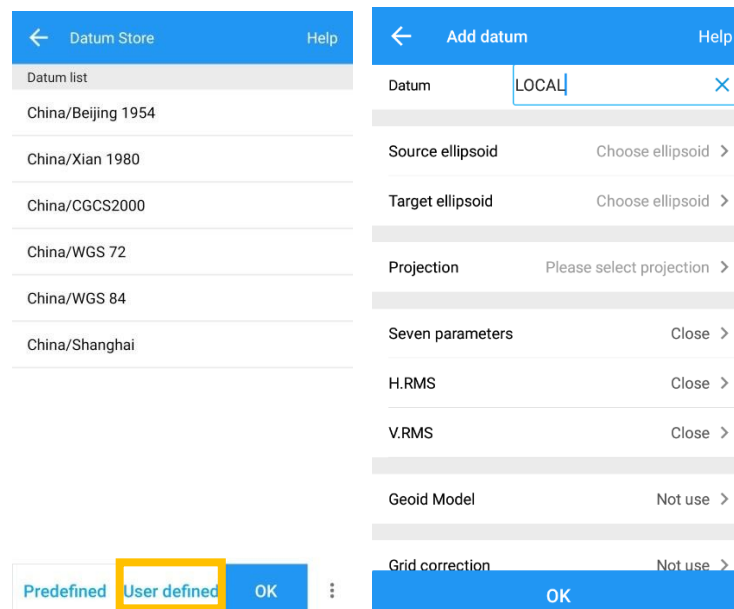 Datum Store Help
Datum list
China/Beijing 1954
China/Xian 1980
China/CGCS2000
China/WGS 72
China/WGS 84
China/Shanghai
Predefined User defined OK
Add datum Help
Datum LOCAL
Source ellipsoid Choose ellipsoid
Target ellipsoid Choose ellipsoid
Projection Please select projection
Seven parameters Close
H.RMS Close
V.RMS Close
Geoid Model Not use
Grid correction Not use
OK